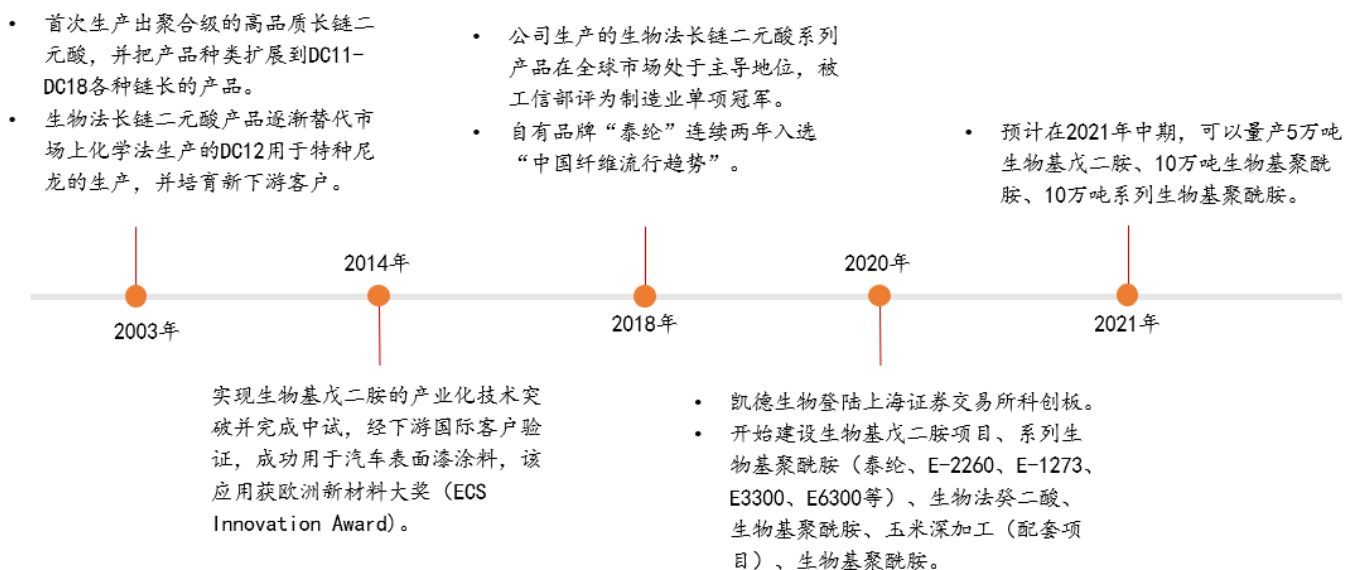 • 首次生产出聚合级的高品质长链二
元酸，并把产品种类扩展到DC11-
DC18各种链长的产品。
• 生物法长链二元酸产品逐渐替代市
场上化学法生产的DC12用于特种尼
龙的生产，并培育新下游客户。
2003年
2014年
实现生物基戊二胺的产业化技术突
破并完成中试，经下游国际客户验
证，成功用于汽车表面漆涂料，该
应用获欧洲新材料大奖（ECS
Innovation Award）。
• 公司生产的生物法长链二元酸系列
产品在全球市场处于主导地位，被
工信部评为制造业单项冠军。
• 自有品牌“泰纶”连续两年入选
“中国纤维流行趋势”。
2018年
2020年
• 凯德生物登陆上海证券交易所科创板。
• 开始建设生物基戊二胺项目、系列生
物基聚酰胺（泰纶、E-2260、E-1273、
E3300、E6300等）、生物法癸二酸、
生物基聚酰胺、玉米深加工（配套项
目）、生物基聚酰胺。
• 预计在2021年中期，可以量产5万吨
生物基戊二胺、10万吨生物基聚酰
胺、10万吨系列生物基聚酰胺。
2021年